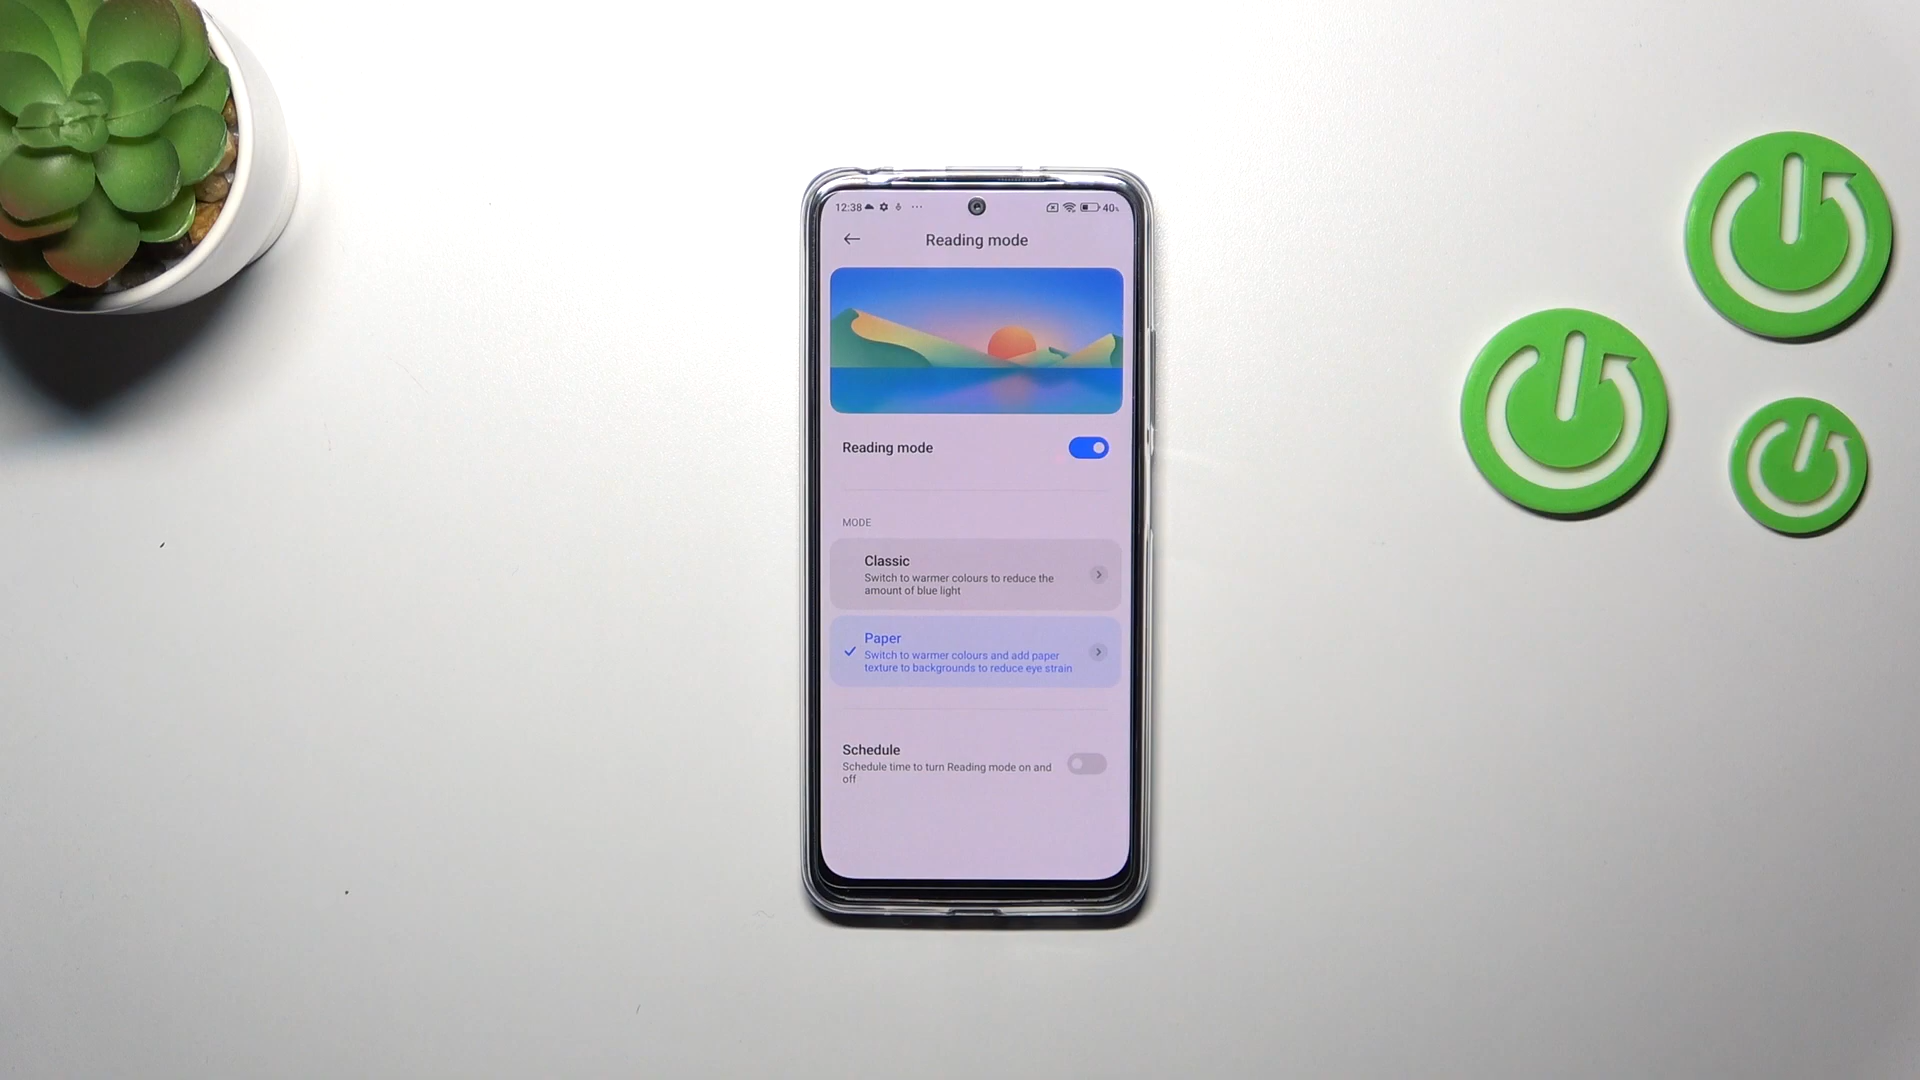 12:38 ... 40%
Reading mode
Reading mode
MODE
Classic
Switch to warmer colours to reduce the
amount of blue light
Paper
Switch to warmer colours and add paper
texture to backgrounds to reduce eye strain
Schedule
Schedule time to turn Reading mode on and
off